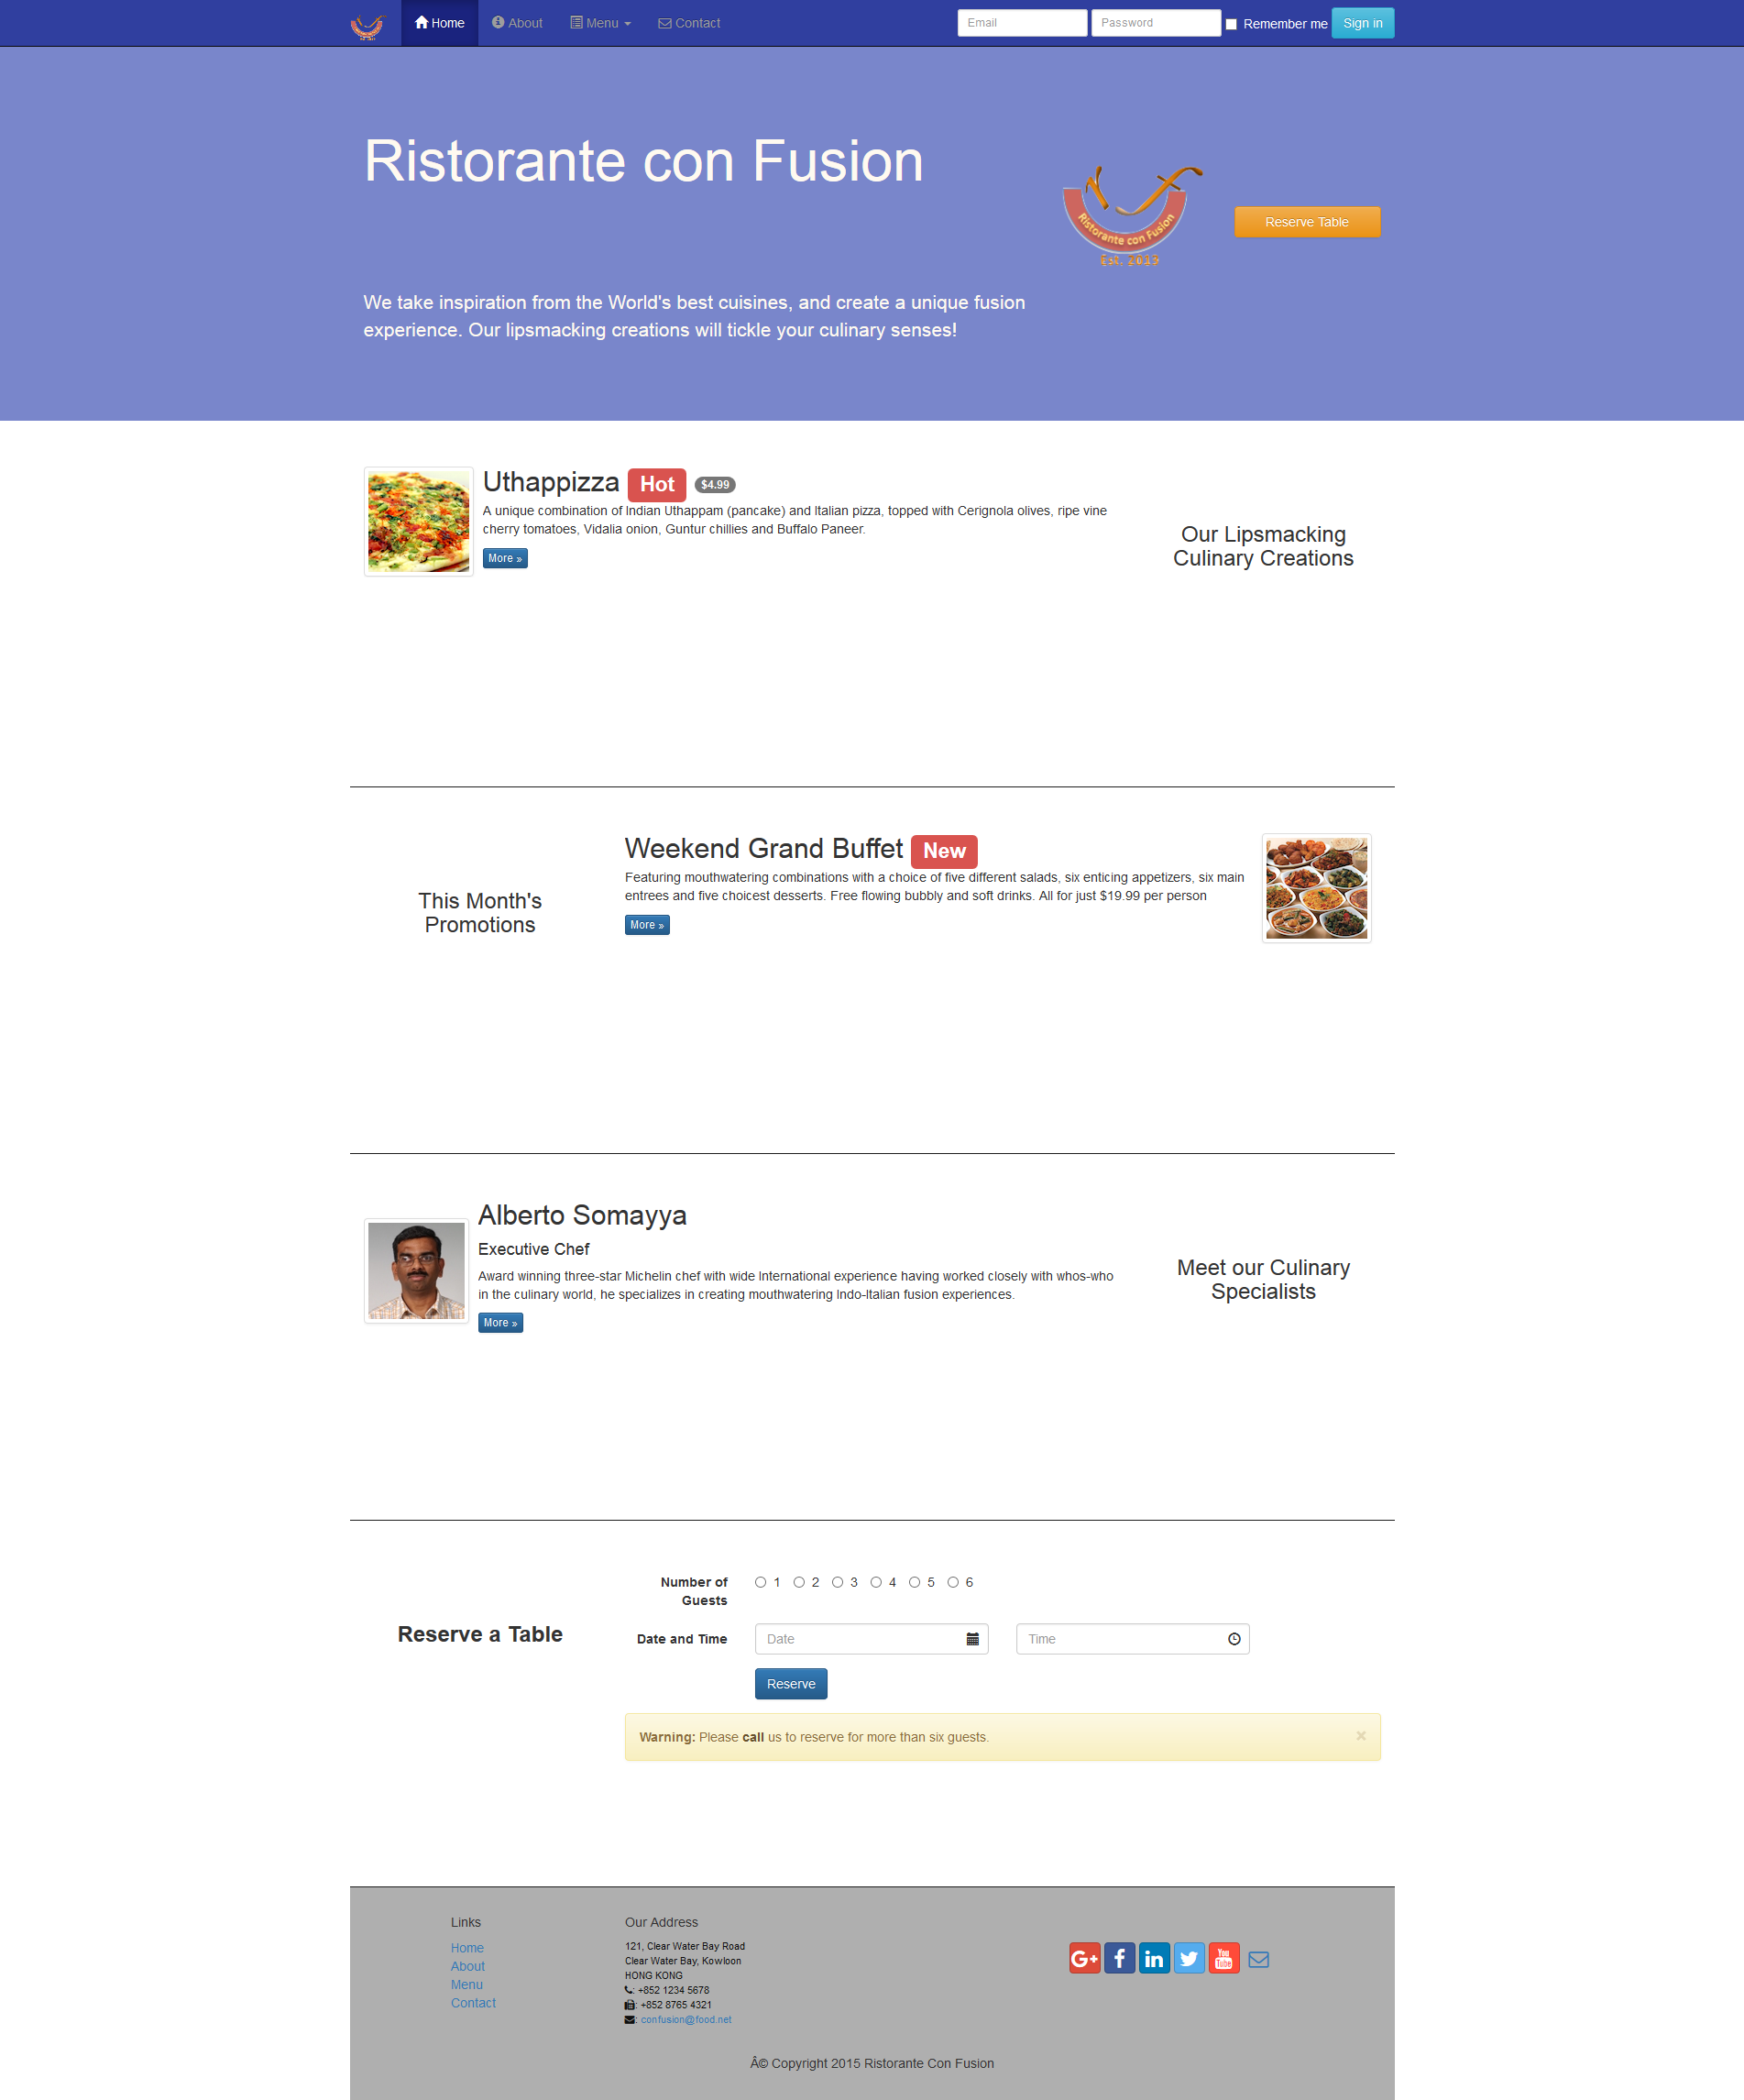 Home
About
Menu
Contact
Email
Password
Remember me
Sign in
Ristorante con Fusion
Ristorante con Fusion
Est. 2015
Reserve Table
We take inspiration from the World's best cuisines, and create a unique fusion
experience. Our lipsmacking creations will tickle your culinary senses!
Uthappizza Hot $4.99
A unique combination of Indian Uthappam (pancake) and Italian pizza, topped with Cerignola olives, ripe vine
cherry tomatoes, Vidalia onion, Guntur chillies and Buffalo Paneer.
More »
Our Lipsmacking
Culinary Creations
This Month's
Promotions
Weekend Grand Buffet New
Featuring mouthwatering combinations with a choice of five different salads, six enticing appetizers, six main
entrees and five choicest desserts. Free flowing bubbly and soft drinks. All for just $19.99 per person
More »
Alberto Somayya
Executive Chef
Award winning three-star Michelin chef with wide International experience having worked closely with whos-who
in the culinary world, he specializes in creating mouthwatering Indo-Italian fusion experiences.
More »
Meet our Culinary
Specialists
Reserve a Table
Number of
Guests
1 2 3 4 5 6
Date and Time
Date
Time
Reserve
Warning: Please call us to reserve for more than six guests.
×
Links
Home
About
Menu
Contact
Our Address
121, Clear Water Bay Road
Clear Water Bay, Kowloon
HONG KONG
: +852 1234 5678
: +852 8765 4321
: confusion@food.net
G+ f in You Tube
Â© Copyright 2015 Ristorante Con Fusion